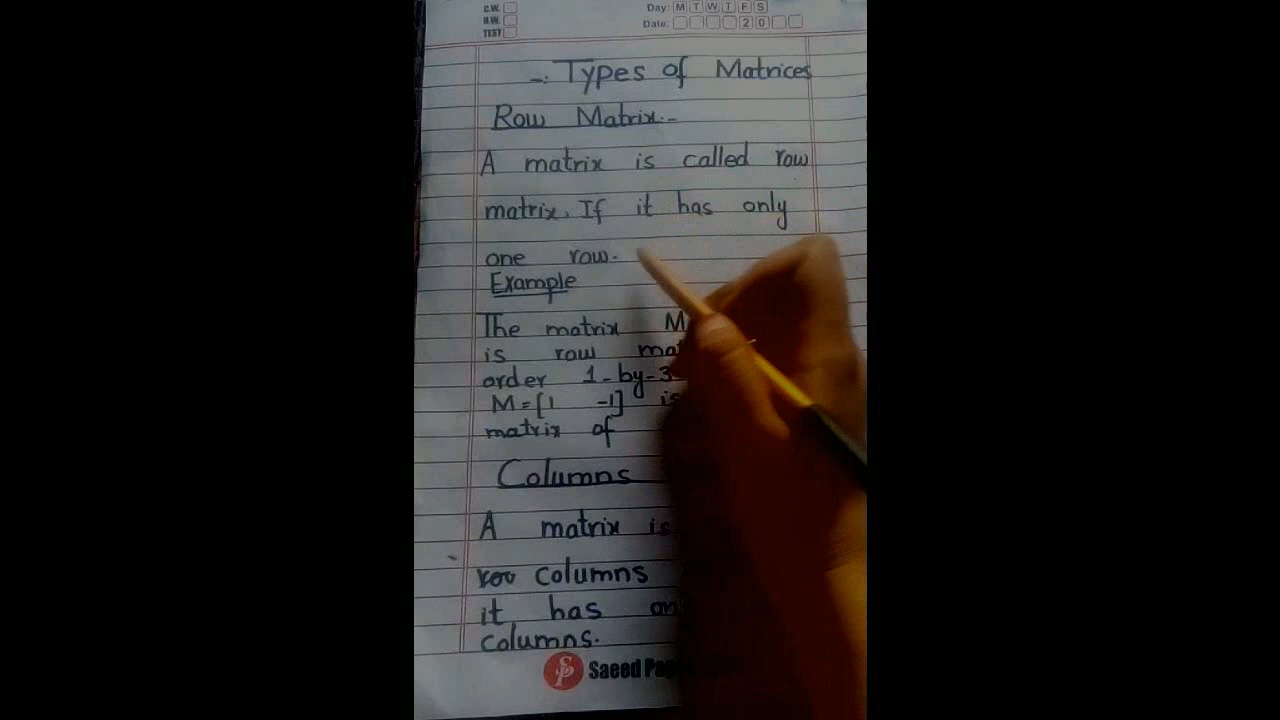 C.W.
H.W.
TEST
Day: M T W T F S
Date: 2 0
-: Types of Matrices
Row Matrix:-
A matrix is called row
matrix. If it has only
one row.
Example
The matrix M
is row
order 1-by-3
M=[1 -1] is
matrix of
Columns
A matrix is
columns
it has
columns.
SP Saeed